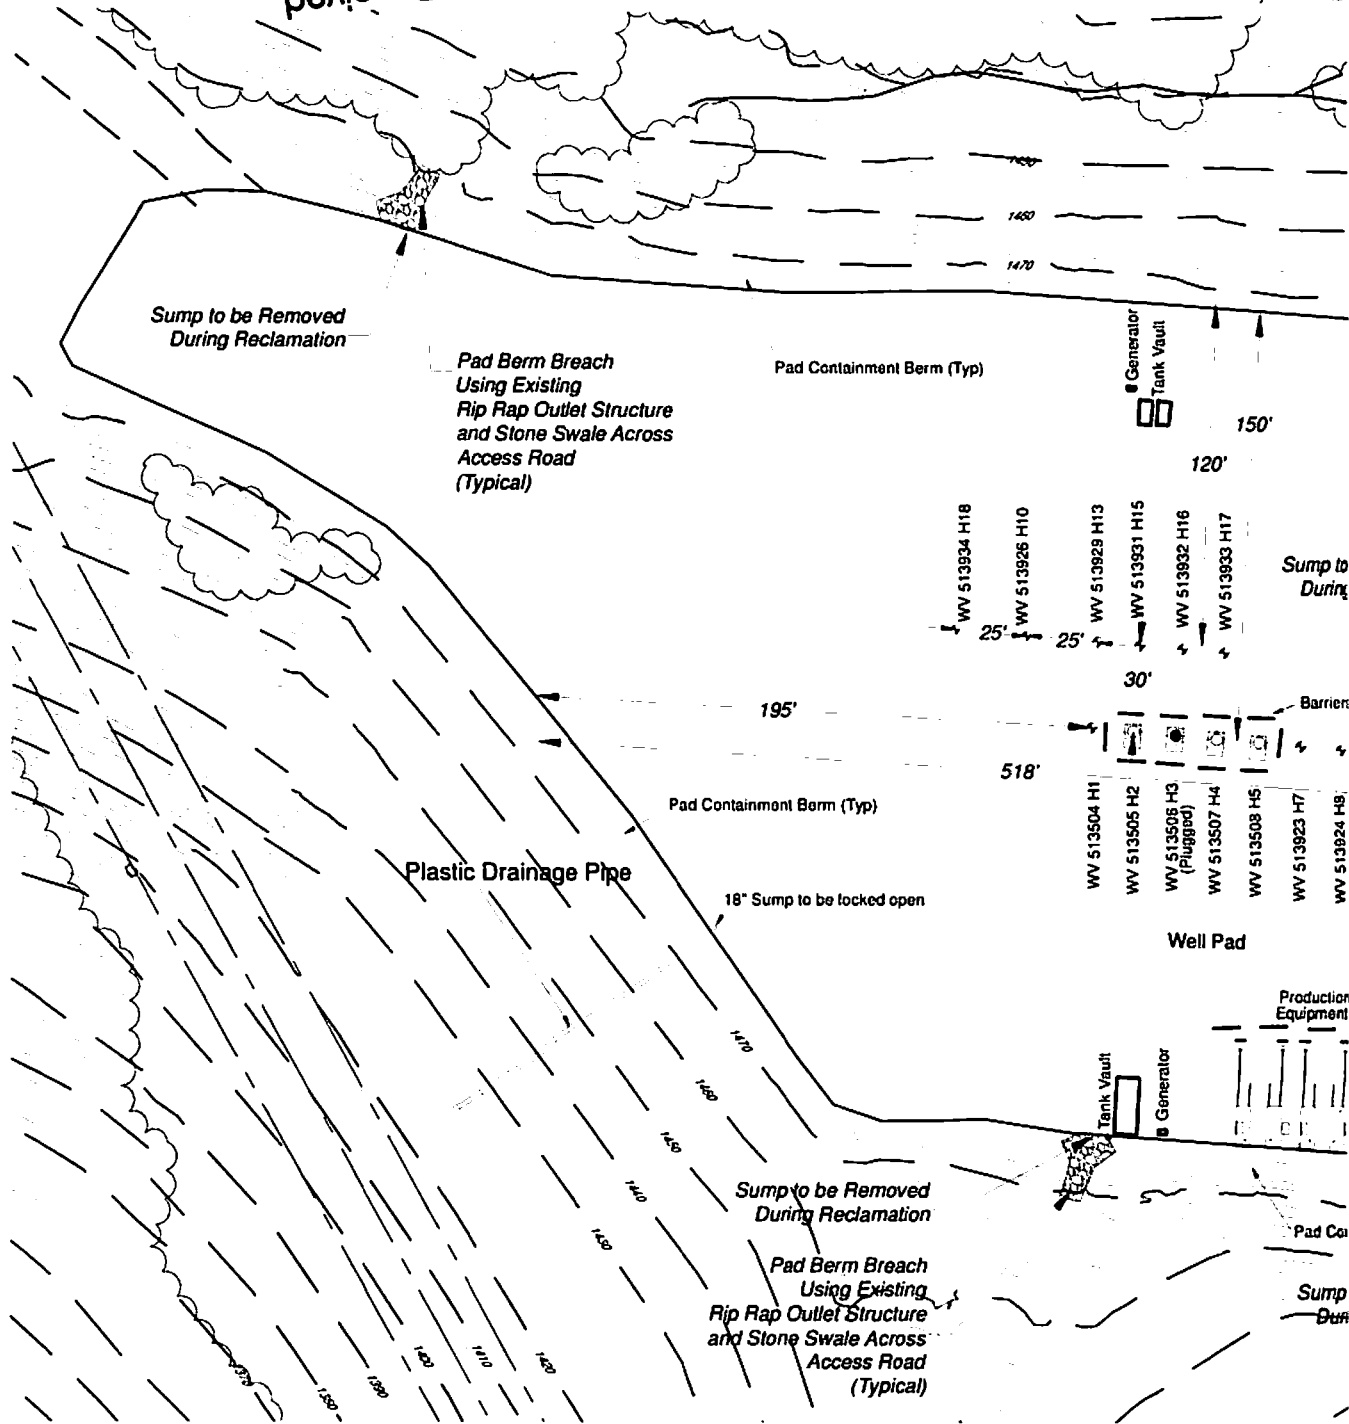 Sump to be Removed
During Reclamation
Pad Berm Breach
Using Existing
Rip Rap Outlet Structure
and Stone Swale Across
Access Road
(Typical)
Pad Containment Berm (Typ)
Generator
Tank Vault
150'
120'
1460
1470
WV 513934 H18
WV 513926 H10
WV 513929 H13
WV 513931 H15
WV 513932 H16
WV 513933 H17
Sump to
25'
25'
30'
195'
518'
WV 513504 H1
WV 513505 H2
WV 513506 H3
(Plugged)
WV 513507 H4
WV 513508 H5
WV 513923 H7
WV 513924 H8
Pad Containment Berm (Typ)
Plastic Drainage Pipe
18" Sump to be locked open
Well Pad
Production
Equipment
Tank Vault
Generator
1470
1460
1450
1440
1430
Sump to be Removed
During Reclamation
Pad Berm Breach
Using Existing
Rip Rap Outlet Structure
and Stone Swale Across
Access Road
(Typical)
Pad
Sump
1390
1400
1410
1420